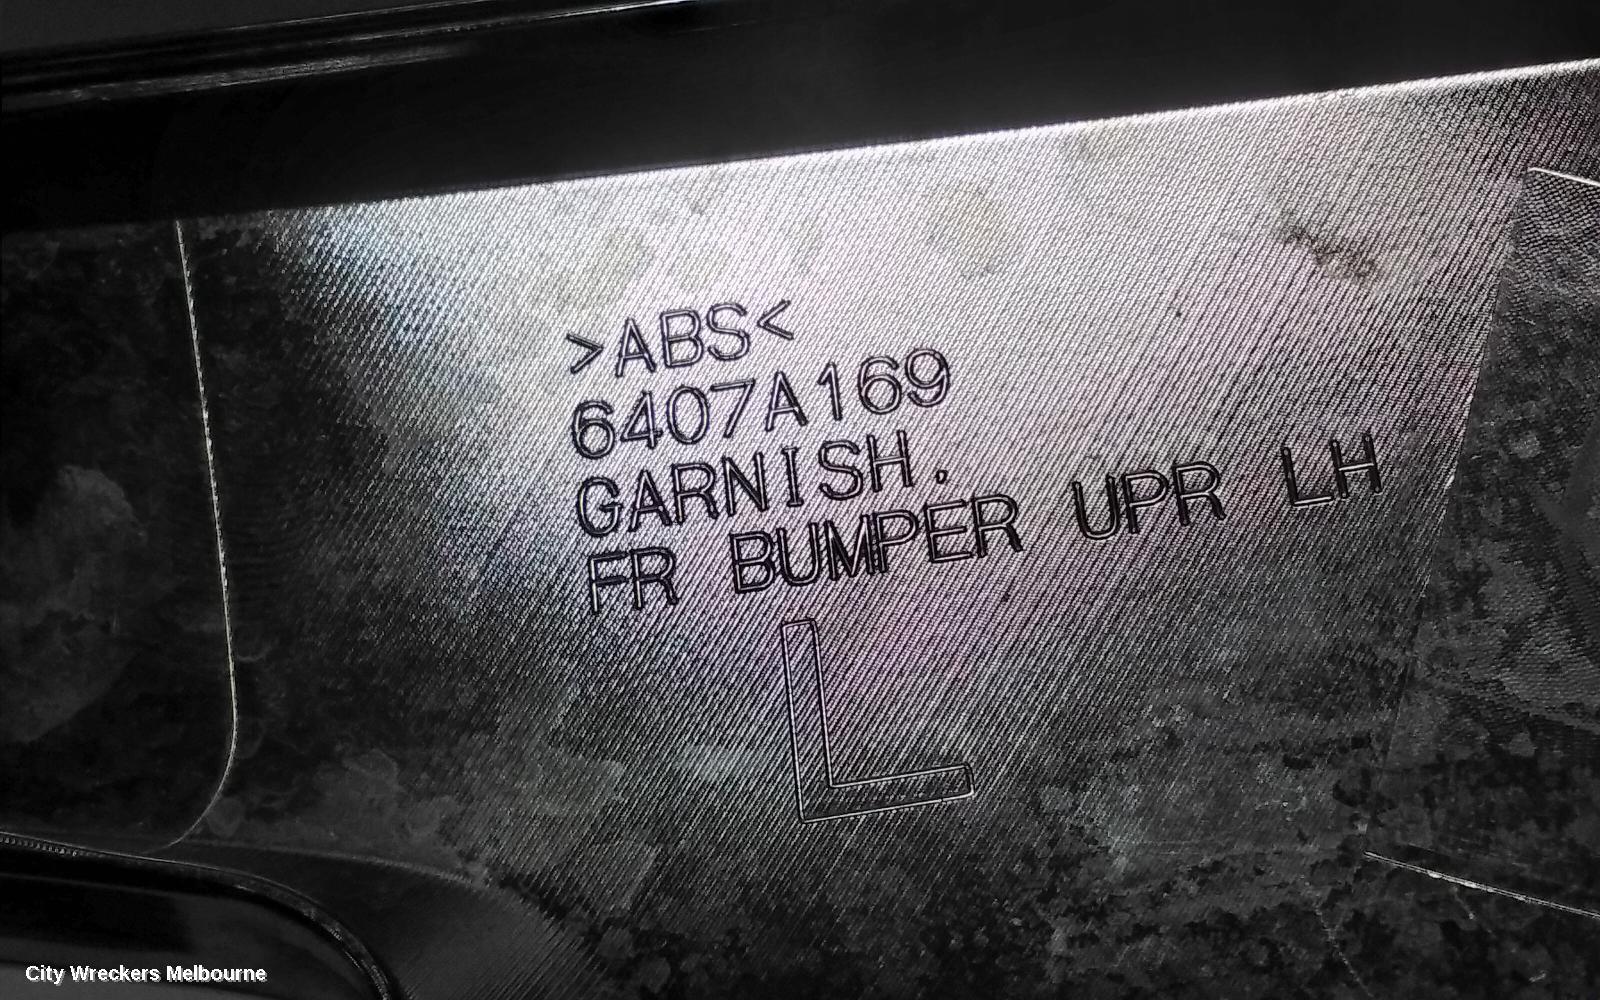 >ABS<
6407A169
GARNISH.
FR BUMPER UPR LH
L
City Wreckers Melbourne